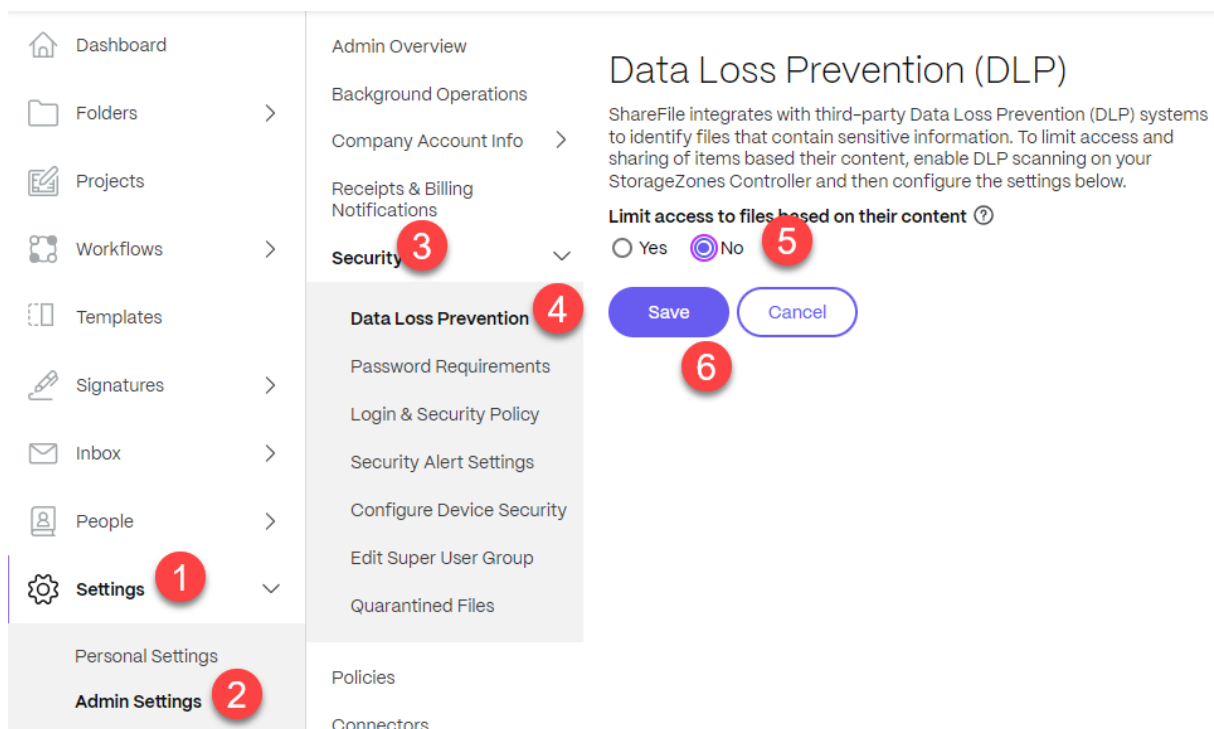 Dashboard
Folders
Projects
Workflows
Templates
Signatures
Inbox
People
Settings 1
Personal Settings
Admin Settings 2
Admin Overview
Background Operations
Company Account Info
Receipts & Billing
Notifications
Security 3
Data Loss Prevention 4
Password Requirements
Login & Security Policy
Security Alert Settings
Configure Device Security
Edit Super User Group
Quarantined Files
Policies
Connectors
Data Loss Prevention (DLP)
ShareFile integrates with third-party Data Loss Prevention (DLP) systems
to identify files that contain sensitive information. To limit access and
sharing of items based their content, enable DLP scanning on your
StorageZones Controller and then configure the settings below.
Limit access to files based on their content ?
Yes No 5
Save Cancel
6